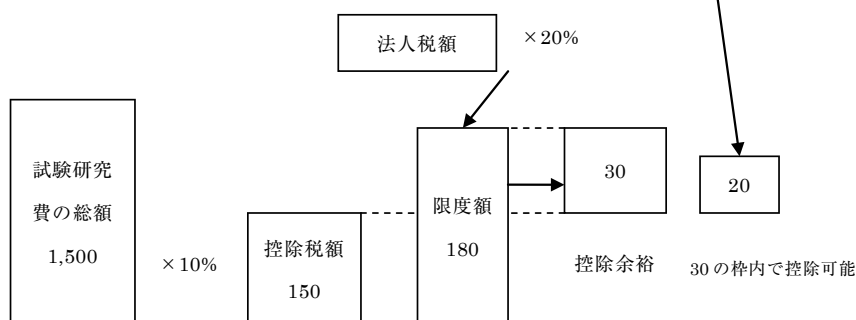 法人税額
×20%
試験研究
費の総額
1,500
×10%
控除税額
150
限度額
180
30
控除余裕
20
30の枠内で控除可能